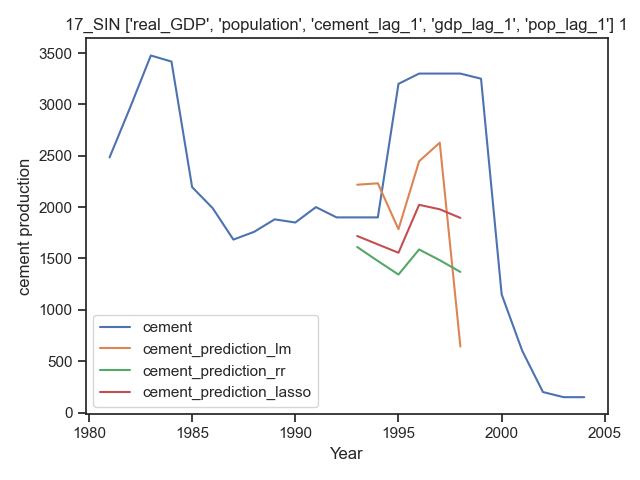 17_SIN ['real_GDP', 'population', 'cement_lag_1', 'gdp_lag_1', 'pop_lag_1'] 1
3500
3000
2500
2000
1500
1000
500
0
cement production
cement
cement_prediction_lm
cement_prediction_rr
cement_prediction_lasso
1980
1985
1990
1995
2000
2005
Year